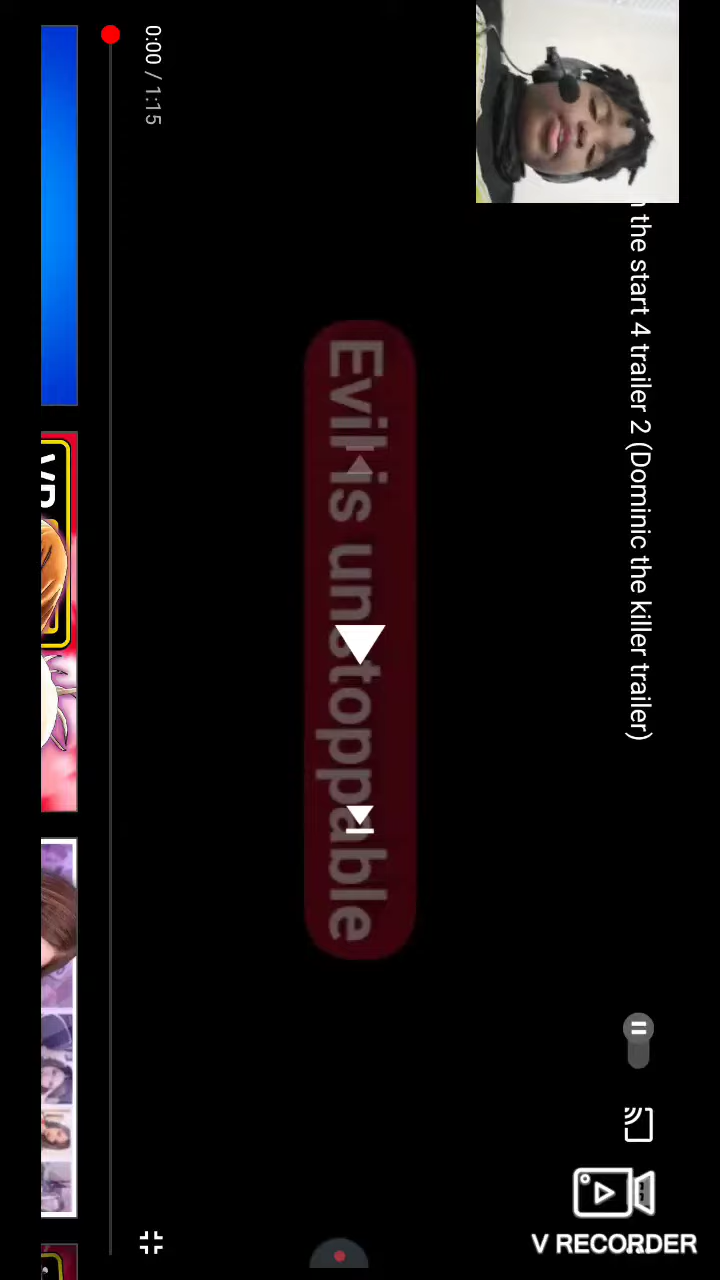 the start 4 trailer 2 (Dominic the killer trailer)
Evil is unstoppable
0:00 / 1:15
V RECORDER